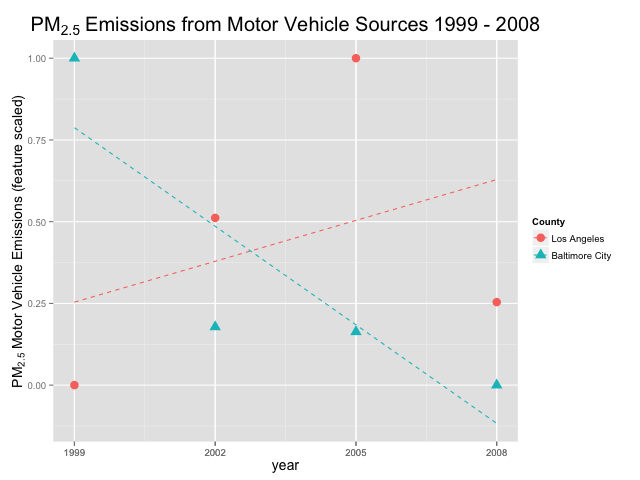 PM2.5 Emissions from Motor Vehicle Sources 1999 - 2008
PM2.5 Motor Vehicle Emissions (feature scaled)
1.00
0.75
0.50
0.25
0.00
1999 2002 2005 2008
year
County
Los Angeles
Baltimore City